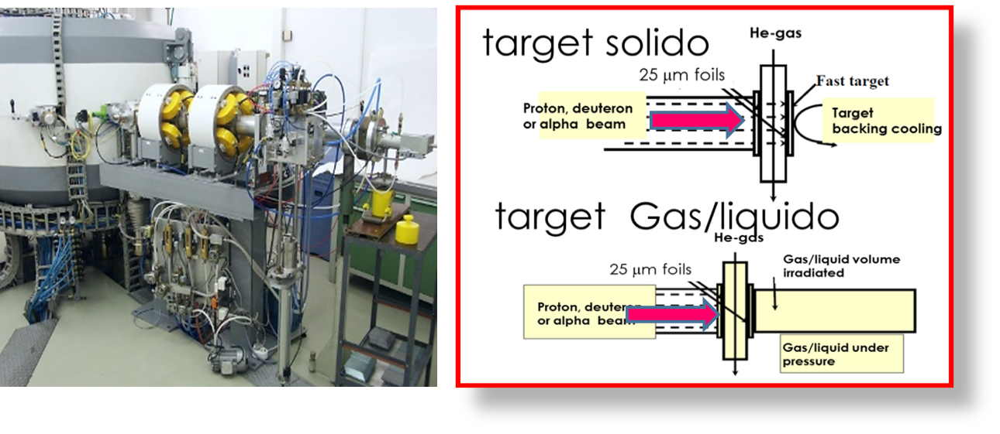 target solido
He-gas
25 μm foils
Fast target
Proton, deuteron
or alpha beam
Target
backing cooling
target Gas/liquido
He-gas
Gas/liquid volume
irradiated
25 μm foils
Proton, deuteron
or alpha beam
Gas/liquid under
pressure